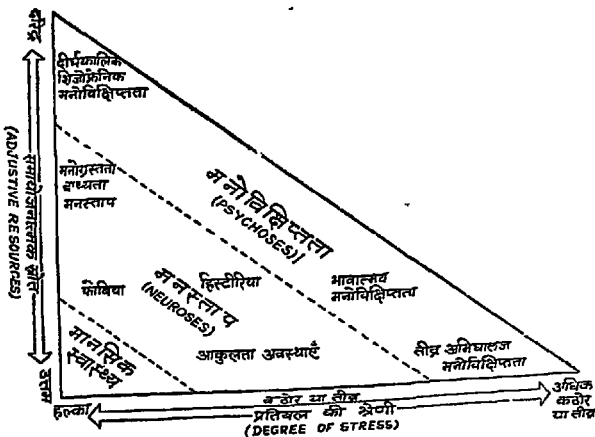 दरिद्र
दीर्घकालिक
शिज़ोफ्रेनिक
मनोविक्षिप्तता
समायोजनात्मक स्रोत
(ADJUSTIVE RESOURCES)
मनोग्रस्तता
बाध्यता
मनस्ताप
मनोविक्षिप्तता
(PSYCHOSES)
फोबिया
हिस्टीरिया
मनस्ताप
(NEUROSES)
भावात्मक
मनोविक्षिप्तत्य
मानसिक
स्वास्थ्य
आकुलता अवस्थाएँ
तीव्र अभिघातज
मनोविक्षिप्तता
उत्तम
हल्का
कठोर या तीव्र
प्रतिबल की श्रेणी
(DEGREE OF STRESS)
अधिक
कठोर
या तीव्र